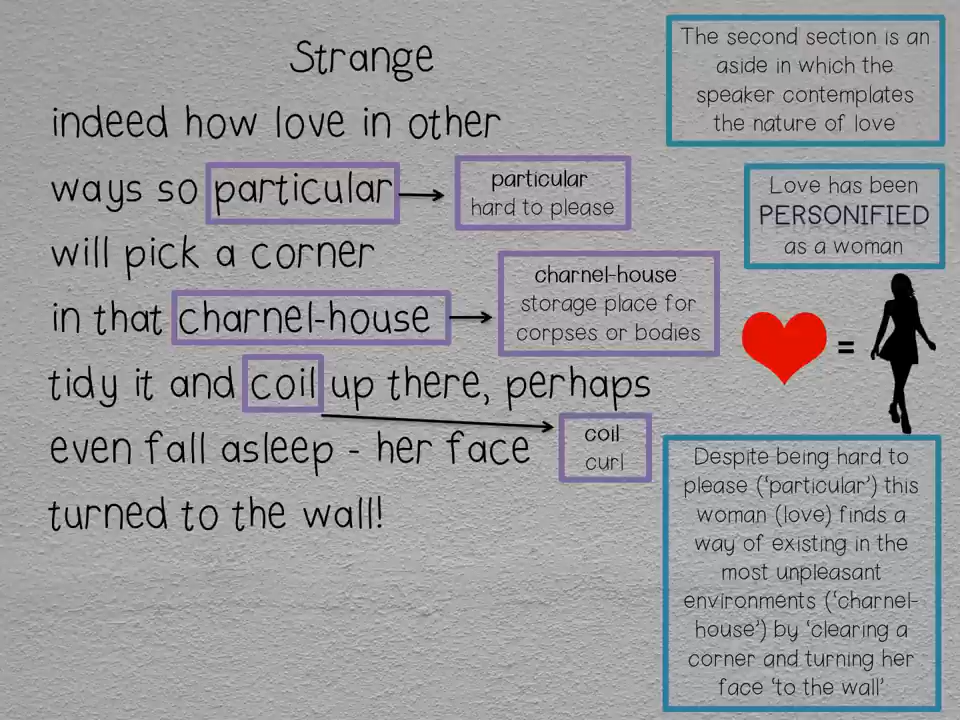 Strange
indeed how love in other
ways so particular
will pick a corner
in that charnel-house
tidy it and coil up there, perhaps
even fall asleep - her face
turned to the wall!
particular
hard to please
charnel-house
storage place for
corpses or bodies
coil
curl
The second section is an
aside in which the
speaker contemplates
the nature of love
Love has been
PERSONIFIED
as a woman
=
Despite being hard to
please (‘particular’) this
woman (love) finds a
way of existing in the
most unpleasant
environments (‘charnel-
house’) by ‘clearing a
corner and turning her
face ‘to the wall’